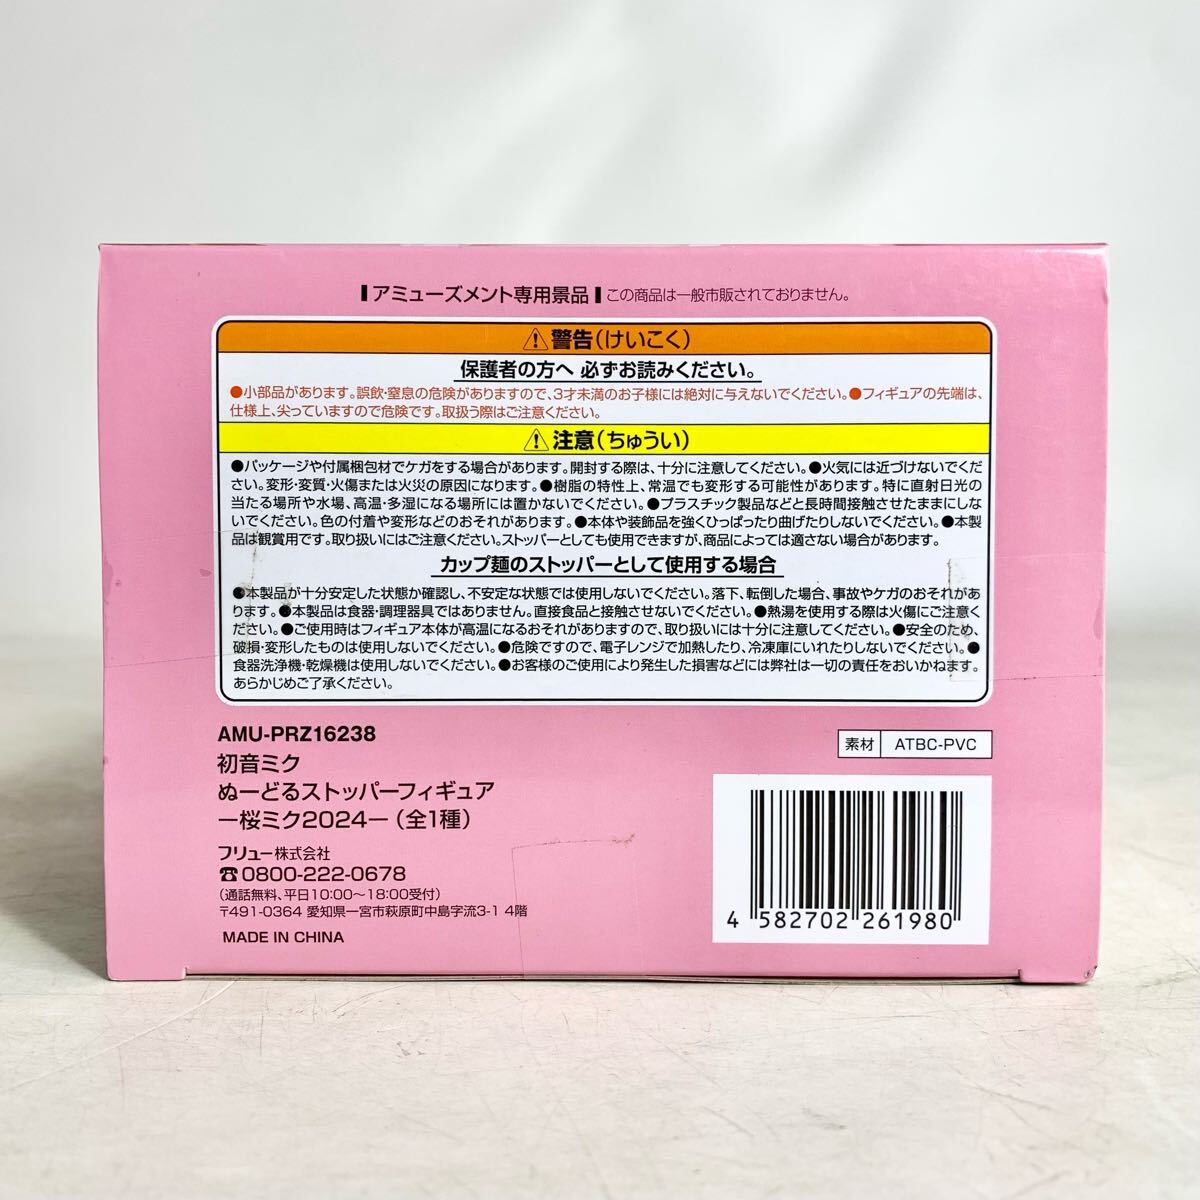 アミューズメント専用景品 この商品は一般市販されておりません。
⚠警告(けいこく)
保護者の方へ 必ずお読みください。
●小部品があります。誤飲・窒息の危険がありますので、3才未満のお子様には絶対に与えないでください。●フィギュアの先端は、
仕様上、尖っていますので危険です。取扱う際はご注意ください。
⚠注意(ちゅうい)
●パッケージや付属梱包材でケガをする場合があります。開封する際は、十分に注意してください。●火気には近づけないでくだ
さい。変形・変質・火傷または火災の原因になります。●樹脂の特性上、常温でも変形する可能性があります。特に直射日光の
当たる場所や水場、高温・多湿になる場所には置かないでください。●プラスチック製品などと長時間接触させたままにしな
いでください。色の付着や変形などのおそれがあります。●本体や装飾品を強くひっぱったり曲げたりしないでください。●本製
品は観賞用です。取り扱いにはご注意ください。ストッパーとしても使用できますが、商品によっては適さない場合があります。
カップ麺のストッパーとして使用する場合
●本製品が十分安定した状態か確認し、不安定な状態では使用しないでください。落下、転倒した場合、事故やケガのおそれがあ
ります。●本製品は食器・調理器具ではありません。直接食品と接触させないでください。●熱湯を使用する際は火傷にご注意く
ださい。●ご使用時はフィギュア本体が高温になるおそれがありますので、取り扱いには十分に注意してください。●安全のため、
破損・変形したものは使用しないでください。●危険ですので、電子レンジで加熱したり、冷凍庫にいれたりしないでください。●
食器洗浄機・乾燥機は使用しないでください。●お客様のご使用により発生した損害などには弊社は一切の責任をおいかねます。
あらかじめご了承ください。
AMU-PRZ16238
初音ミク
ぬーどるストッパーフィギュア
ー桜ミク2024ー(全1種)
フリュー株式会社
☎0800-222-0678
(通話無料、平日10:00〜18:00受付)
〒491-0364 愛知県一宮市萩原町中島字流3-1 4階
MADE IN CHINA
素材 ATBC-PVC
4 582702 261980